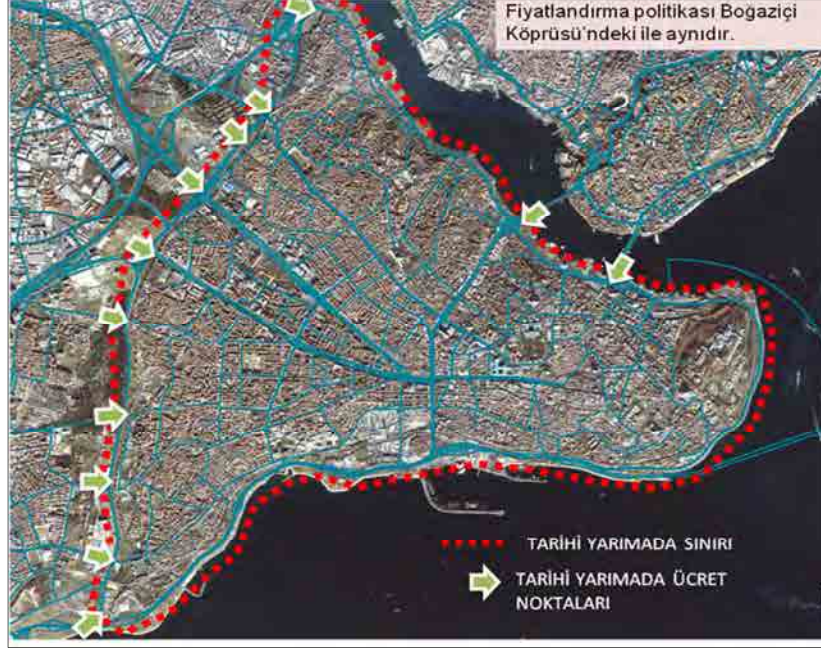 Fiyatlandırma politikası Boğaziçi
Köprüsü'ndeki ile aynıdır.
TARİHİ YARIMADA SINIRI
TARİHİ YARIMADA ÜCRET
NOKTALARI